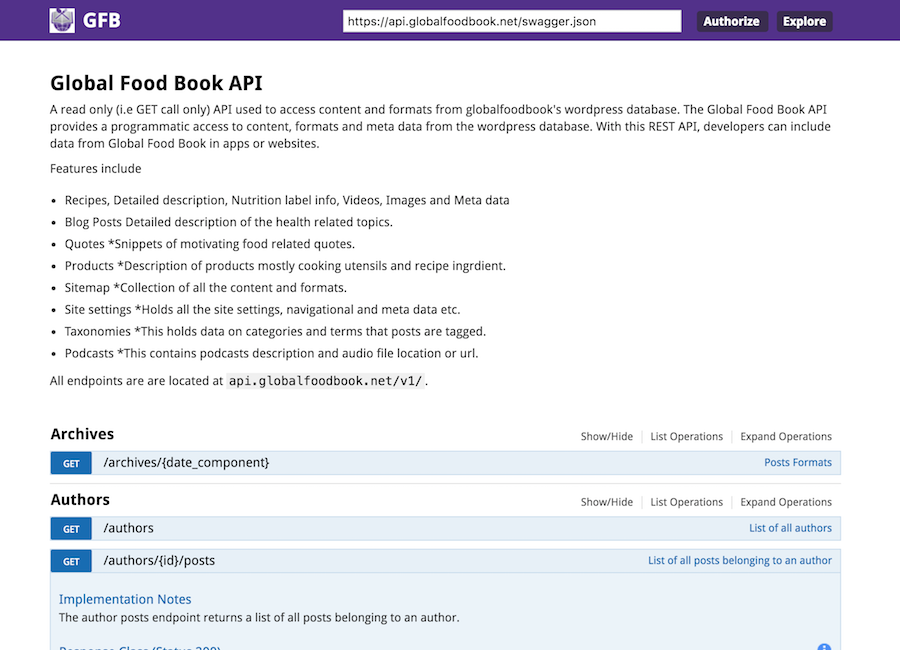 GFB
https://api.globalfoodbook.net/swagger.json
Authorize
Explore
Global Food Book API
A read only (i.e GET call only) API used to access content and formats from globalfoodbook's wordpress database. The Global Food Book API
provides a programmatic access to content, formats and meta data from the wordpress database. With this REST API, developers can include
data from Global Food Book in apps or websites.
Features include
• Recipes, Detailed description, Nutrition label info, Videos, Images and Meta data
• Blog Posts Detailed description of the health related topics.
• Quotes *Snippets of motivating food related quotes.
• Products *Description of products mostly cooking utensils and recipe ingrdient.
• Sitemap *Collection of all the content and formats.
• Site settings *Holds all the site settings, navigational and meta data etc.
• Taxonomies *This holds data on categories and terms that posts are tagged.
• Podcasts *This contains podcasts description and audio file location or url.
All endpoints are are located at api.globalfoodbook.net/v1/.
Archives Show/Hide List Operations Expand Operations
GET /archives/{date_component} Posts Formats
Authors Show/Hide List Operations Expand Operations
GET /authors List of all authors
GET /authors/{id}/posts List of all posts belonging to an author
Implementation Notes
The author posts endpoint returns a list of all posts belonging to an author.
Response Class (Status 200)